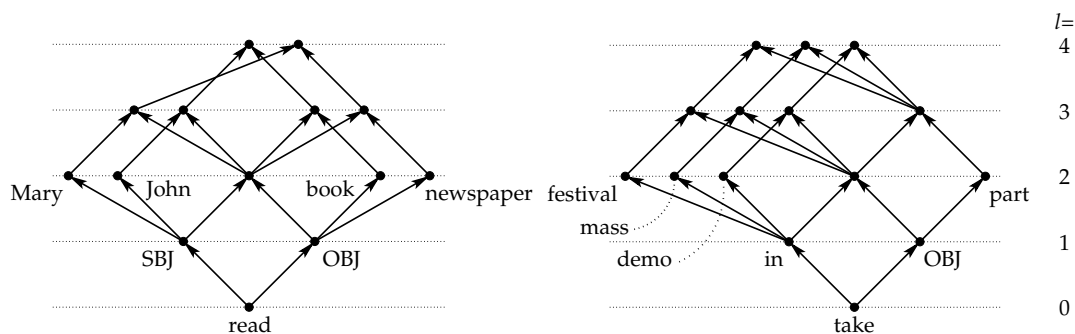 l=
4
3
Mary John book newspaper festival part 2
mass
demo
SBJ OBJ in OBJ 1
0
read take